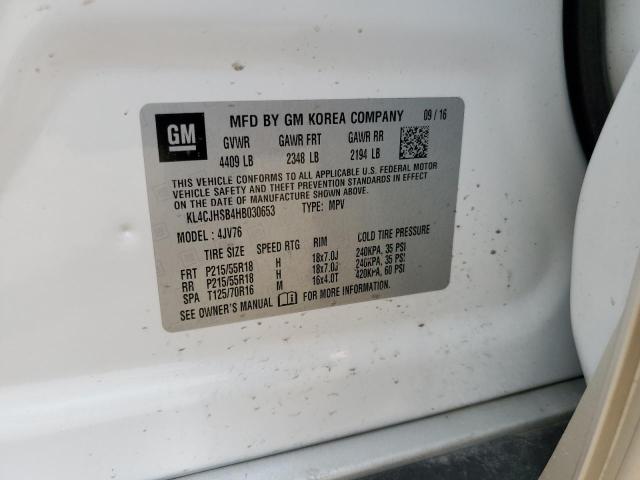 GM
MFD BY GM KOREA COMPANY 09 / 16
GVWR GAWR FRT GAWR RR
4409 LB 2348 LB 2194 LB
THIS VEHICLE CONFORMS TO ALL APPLICABLE U.S. FEDERAL MOTOR
VEHICLE SAFETY AND THEFT PREVENTION STANDARDS IN EFFECT
ON THE DATE OF MANUFACTURE SHOWN ABOVE.
KL4CJHSB4HB030653 TYPE: MPV
MODEL : 4JV76
TIRE SIZE SPEED RTG RIM COLD TIRE PRESSURE
FRT P215/55R18 H 18x7.0J 240KPA, 35 PSI
RR P215/55R18 H 18x7.0J 240KPA, 35 PSI
SPA T125/70R16 M 16x4.0T 420KPA, 60 PSI
SEE OWNER'S MANUAL FOR MORE INFORMATION.